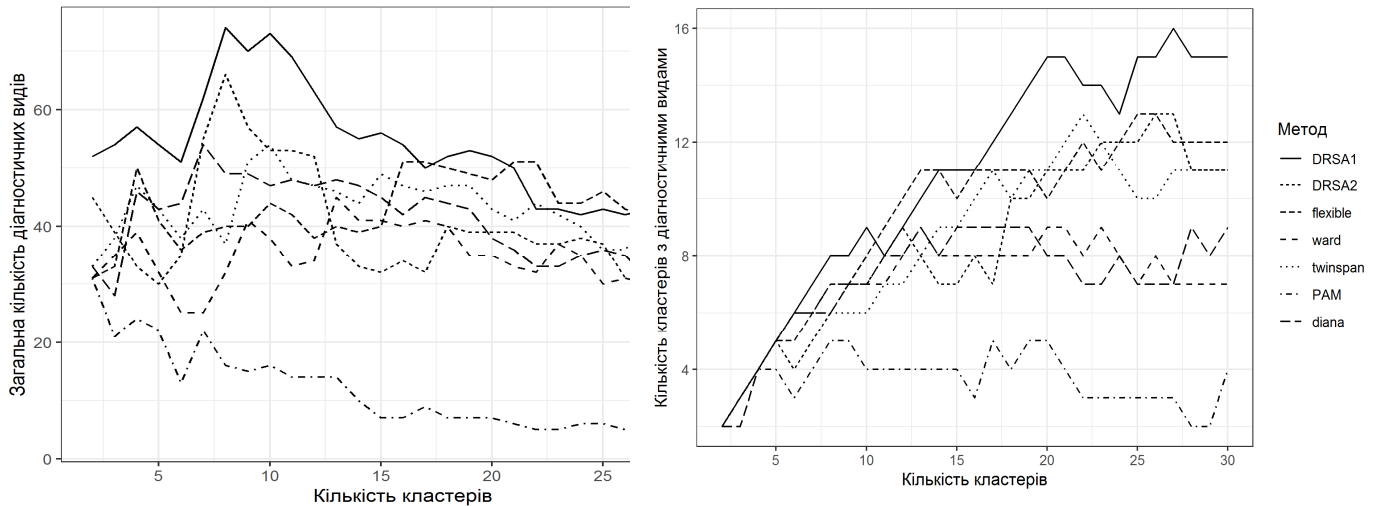 Загальна кількість діагностичних видів
60
40
20
0
5
10
15
20
25
Кількість кластерів
Кількість кластерів з діагностичними видами
16
12
8
4
5
10
15
20
25
30
Кількість кластерів
Метод
DRSA1
DRSA2
flexible
ward
twinspan
PAM
diana